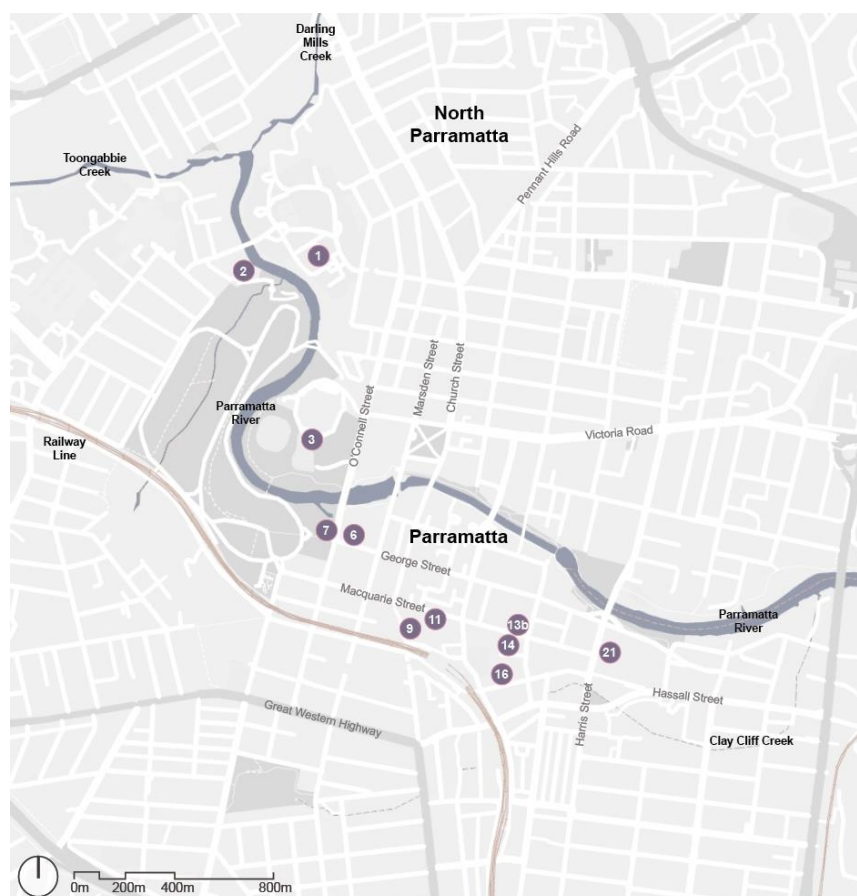 Darling
Mills
Creek
North
Parramatta
Toongabbie
Creek
Pennant Hills Road
1
2
Marsden Street
Church Street
O'Connell Street
Parramatta
River
Victoria Road
Railway
Line
3
7
6
Parramatta
George Street
Macquarie Street
11
9
13b
Parramatta
River
14
21
16
Hassall Street
Harris Street
Great Western Highway
Clay Cliff Creek
0m 200m 400m 800m